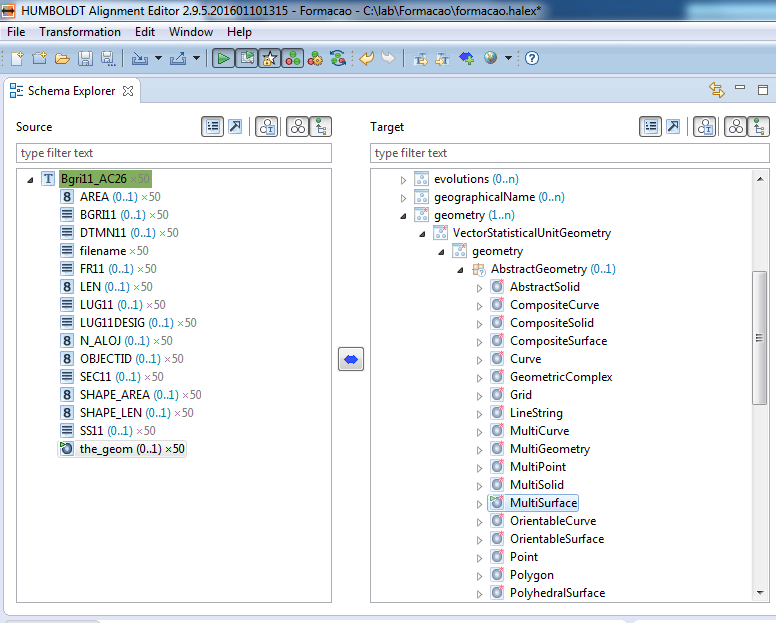 HUMBOLDT Alignment Editor 2.9.5.201601101315 - Formacao - C:\lab\Formacao\formacao.halex*
File Transformation Edit Window Help
Schema Explorer
Source
type filter text
T Bgri11_AC26 ×50
8 AREA (0..1) ×50
BGRI11 (0..1) ×50
DTMN11 (0..1) ×50
filename ×50
FR11 (0..1) ×50
8 LEN (0..1) ×50
LUG11 (0..1) ×50
LUG11DESIG (0..1) ×50
8 N_ALOJ (0..1) ×50
8 OBJECTID (0..1) ×50
SEC11 (0..1) ×50
8 SHAPE_AREA (0..1) ×50
8 SHAPE_LEN (0..1) ×50
SS11 (0..1) ×50
the_geom (0..1) ×50
Target
type filter text
evolutions (0..n)
geographicalName (0..n)
geometry (1..n)
VectorStatisticalUnitGeometry
geometry
AbstractGeometry (0..1)
AbstractSolid
CompositeCurve
CompositeSolid
CompositeSurface
Curve
GeometricComplex
Grid
LineString
MultiCurve
MultiGeometry
MultiPoint
MultiSolid
MultiSurface
OrientableCurve
OrientableSurface
Point
Polygon
PolyhedralSurface